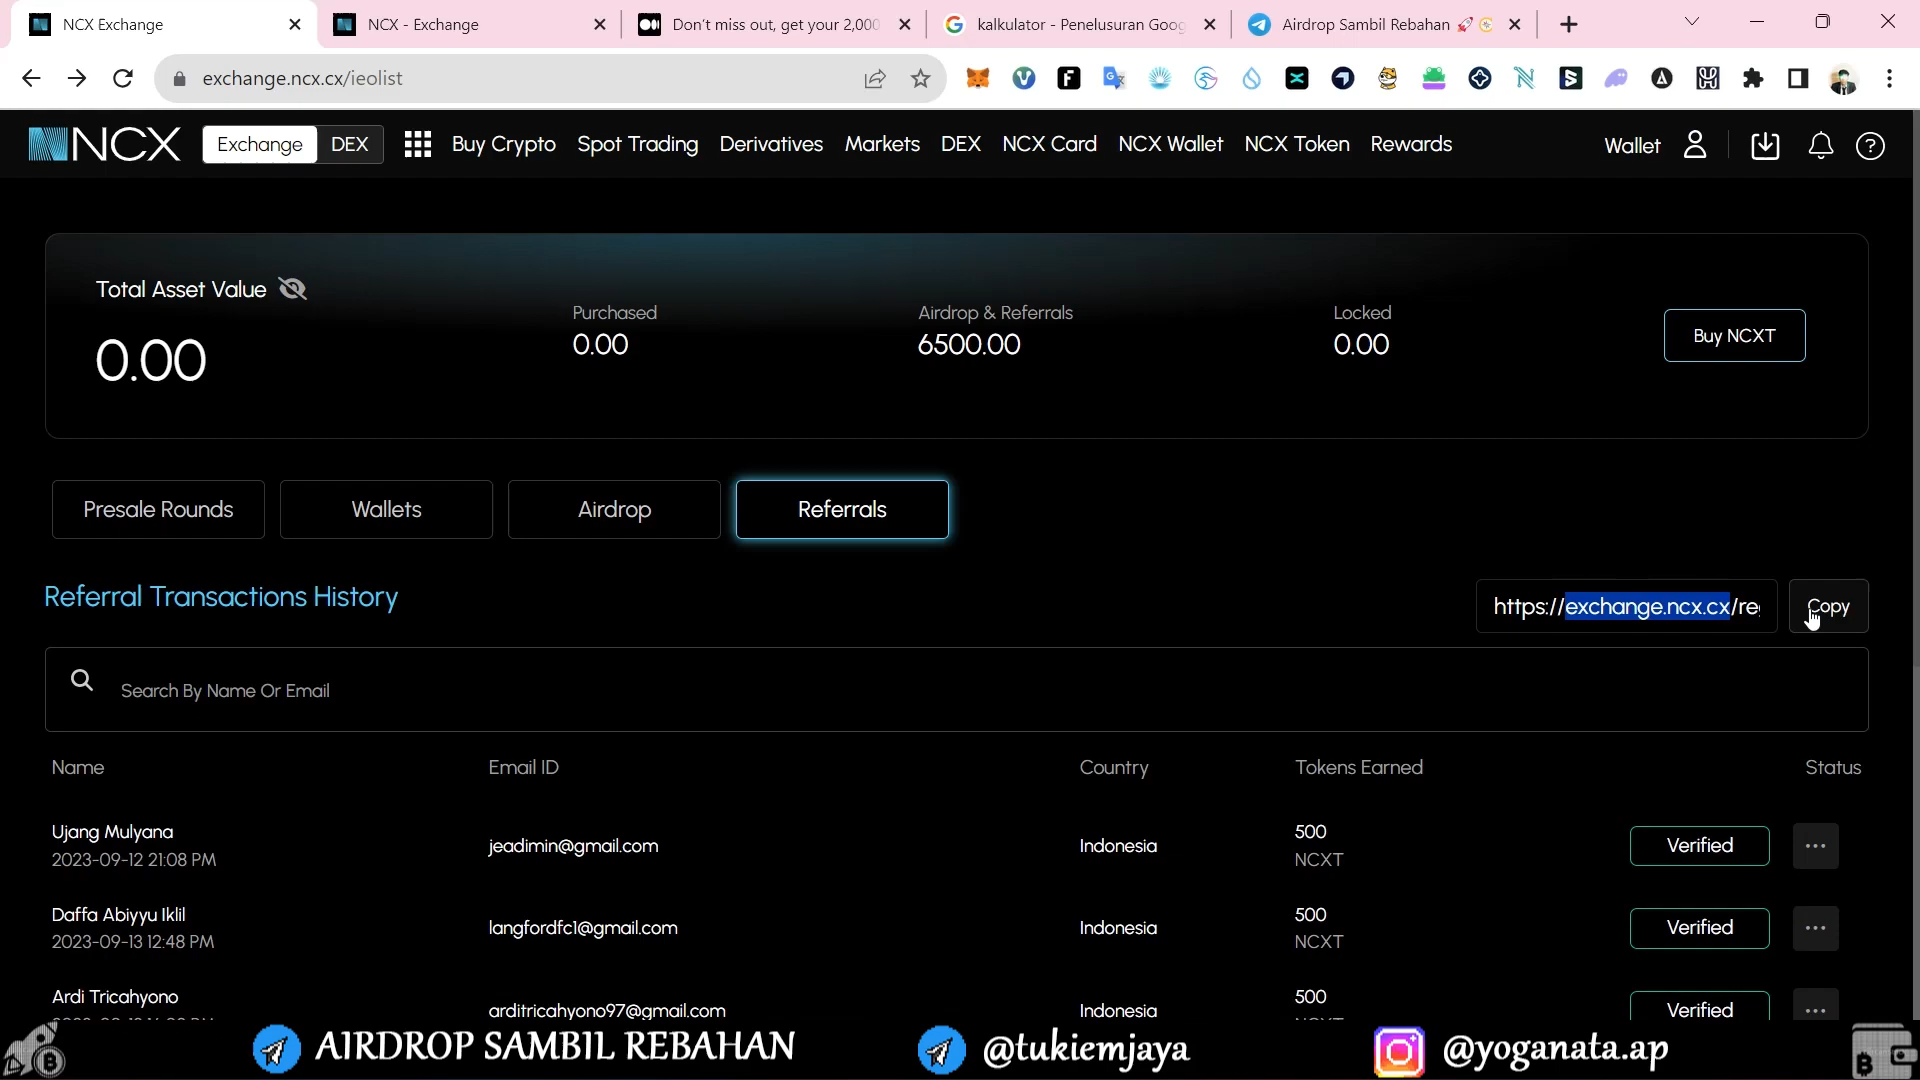 NCX Exchange
NCX - Exchange
Don't miss out, get your 2,000
kalkulator - Penelusuran Goog
Airdrop Sambil Rebahan
exchange.ncx.cx/ieolist
NCX
Exchange
DEX
Buy Crypto
Spot Trading
Derivatives
Markets
DEX
NCX Card
NCX Wallet
NCX Token
Rewards
Wallet
Total Asset Value
0.00
Purchased
0.00
Airdrop & Referrals
6500.00
Locked
0.00
Buy NCXT
Presale Rounds
Wallets
Airdrop
Referrals
Referral Transactions History
https://exchange.ncx.cx/re
Copy
Search By Name Or Email
Name
Email ID
Country
Tokens Earned
Status
Ujang Mulyana
2023-09-12 21:08 PM
jeadimin@gmail.com
Indonesia
500
NCXT
Verified
Daffa Abiyyu Iklil
2023-09-13 12:48 PM
langfordfc1@gmail.com
Indonesia
500
NCXT
Verified
Ardi Tricahyono
arditricahyono97@gmail.com
Indonesia
500
Verified
AIRDROP SAMBIL REBAHAN
@tukiemjaya
@yoganata.ap